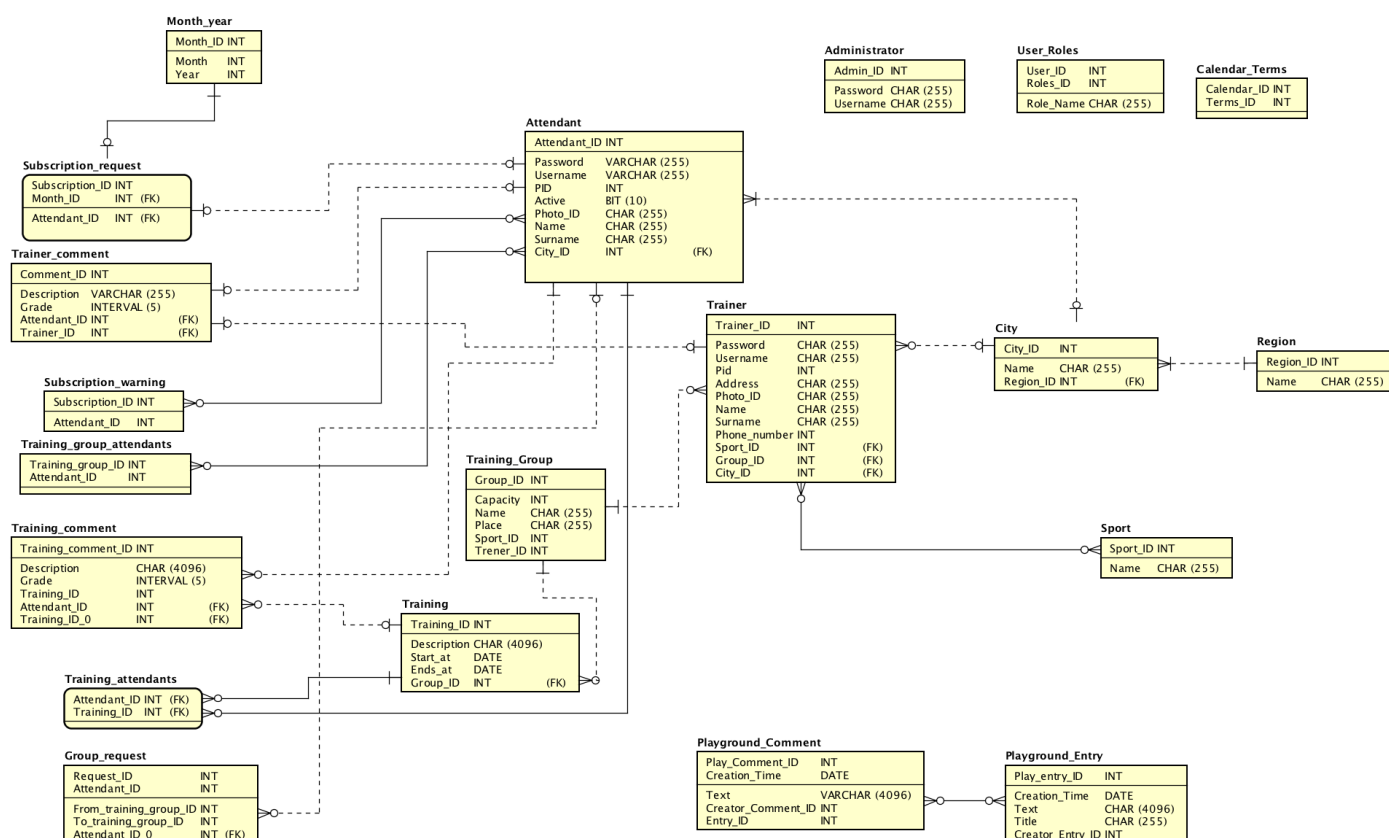 Month_year
Month_ID INT
Month INT
Year INT
Administrator
Admin_ID INT
Password CHAR (255)
Username CHAR (255)
User_Roles
User_ID INT
Roles_ID INT
Role_Name CHAR (255)
Calendar_Terms
Calendar_ID INT
Terms_ID INT
Attendant
Attendant_ID INT
Password VARCHAR (255)
Username VARCHAR (255)
PID INT
Active BIT (10)
Photo_ID CHAR (255)
Name CHAR (255)
Surname CHAR (255)
City_ID INT (FK)
Subscription_request
Subscription_ID INT
Month_ID INT (FK)
Attendant_ID INT (FK)
Trainer_comment
Comment_ID INT
Description VARCHAR (255)
Grade INTERVAL (5)
Attendant_ID INT (FK)
Trainer_ID INT (FK)
Trainer
Trainer_ID INT
Password CHAR (255)
Username CHAR (255)
Pid INT
Address CHAR (255)
Photo_ID CHAR (255)
Name CHAR (255)
Surname CHAR (255)
Phone_number INT
Sport_ID INT (FK)
Group_ID INT (FK)
City_ID INT (FK)
City
City_ID INT
Name CHAR (255)
Region_ID INT (FK)
Region
Region_ID INT
Name CHAR (255)
Subscription_warning
Subscription_ID INT
Attendant_ID INT
Training_group_attendants
Training_group_ID INT
Attendant_ID INT
Training_Group
Group_ID INT
Capacity INT
Name CHAR (255)
Place CHAR (255)
Sport_ID INT
Trener_ID INT
Sport
Sport_ID INT
Name CHAR (255)
Training_comment
Training_comment_ID INT
Description CHAR (4096)
Grade INTERVAL (5)
Training_ID INT
Attendant_ID INT (FK)
Training_ID_0 INT (FK)
Training
Training_ID INT
Description CHAR (4096)
Start_at DATE
Ends_at DATE
Group_ID INT (FK)
Training_attendants
Attendant_ID INT (FK)
Training_ID INT (FK)
Group_request
Request_ID INT
Attendant_ID INT
From_training_group_ID INT
To_training_group_ID INT
Attendant_ID_0 INT (FK)
Playground_Comment
Play_Comment_ID INT
Creation_Time DATE
Text VARCHAR (4096)
Creator_Comment_ID INT
Entry_ID INT
Playground_Entry
Play_entry_ID INT
Creation_Time DATE
Text CHAR (4096)
Title CHAR (255)
Creator_Entry_ID INT